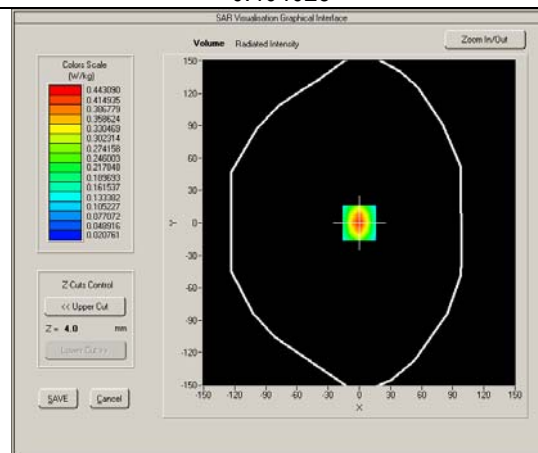 SAR Visualisation Graphical Interface
Volume Radiated Intensity
Zoom In/Out
Colors Scale
(W/kg)
0.443090
0.414935
0.386779
0.358624
0.330469
0.302314
0.274158
0.246003
0.217848
0.189693
0.161537
0.133382
0.105227
0.077072
0.048916
0.020761
150
120
90
60
30
0
-30
-60
-90
-120
-150
Y
-150 -120 -90 -60 -30 0 30 60 90 120 150
X
Z Cuts Control
<< Upper Cut
Z = 4.0 mm
Lower Cut >>
SAVE Cancel